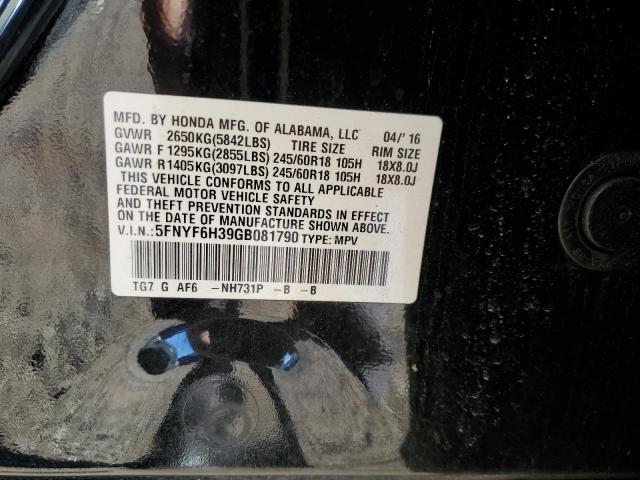 MFD. BY HONDA MFG. OF ALABAMA, LLC 04/'16
GVWR 2650KG(5842LBS) TIRE SIZE RIM SIZE
GAWR F 1295KG(2855LBS) 245/60R18 105H 18X8.0J
GAWR R 1405KG(3097LBS) 245/60R18 105H 18X8.0J
THIS VEHICLE CONFORMS TO ALL APPLICABLE
FEDERAL MOTOR VEHICLE SAFETY
AND THEFT PREVENTION STANDARDS IN EFFECT
ON THE DATE OF MANUFACTURE SHOWN ABOVE.
V.I.N.: 5FNYF6H39GB081790 TYPE: MPV
TG7 G AF6 -NH731P -B -B